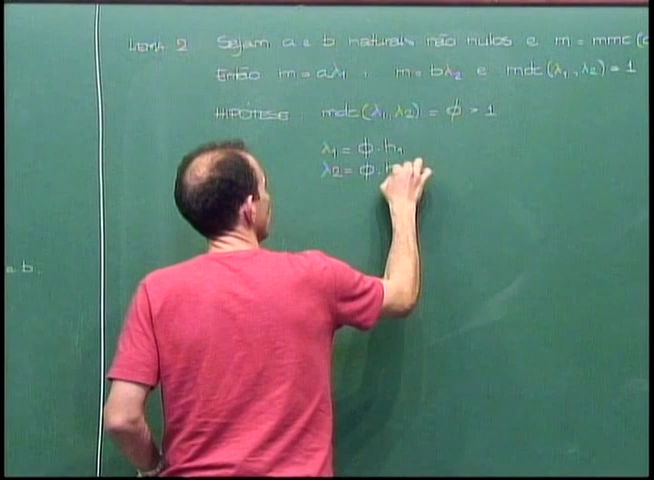 Lema 2 Sejam a e b naturais não nulos e m = mmc(
Então m = aλ₁, m = bλ₂ e mdc(λ₁, λ₂) = 1
HIPÓTESE: mdc(λ₁, λ₂) = ϕ > 1
λ₁ = ϕ · h₁
λ₂ = ϕ · h
e b.